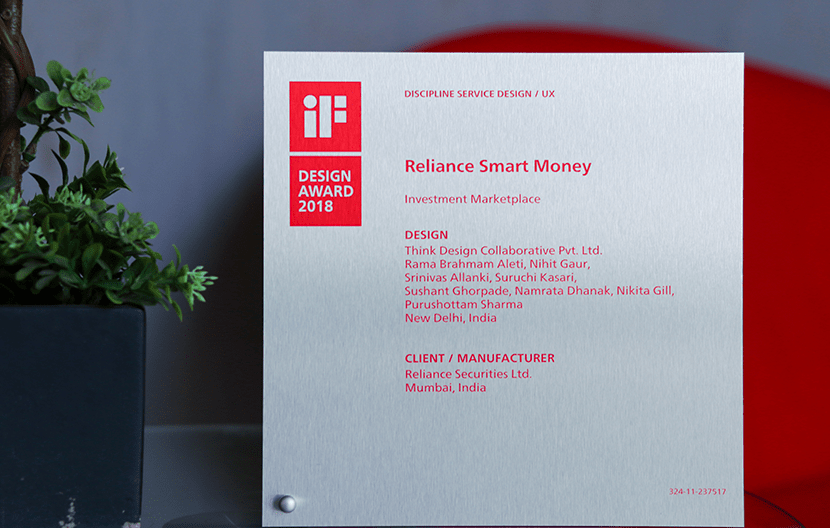 iF
DISCIPLINE SERVICE DESIGN / UX
DESIGN
AWARD
2018
Reliance Smart Money
Investment Marketplace
DESIGN
Think Design Collaborative Pvt. Ltd.
Rama Brahmam Aleti, Nihit Gaur,
Srinivas Allanki, Suruchi Kasari,
Sushant Ghorpade, Namrata Dhanak, Nikita Gill,
Purushottam Sharma
New Delhi, India
CLIENT / MANUFACTURER
Reliance Securities Ltd.
Mumbai, India
324-11-237517